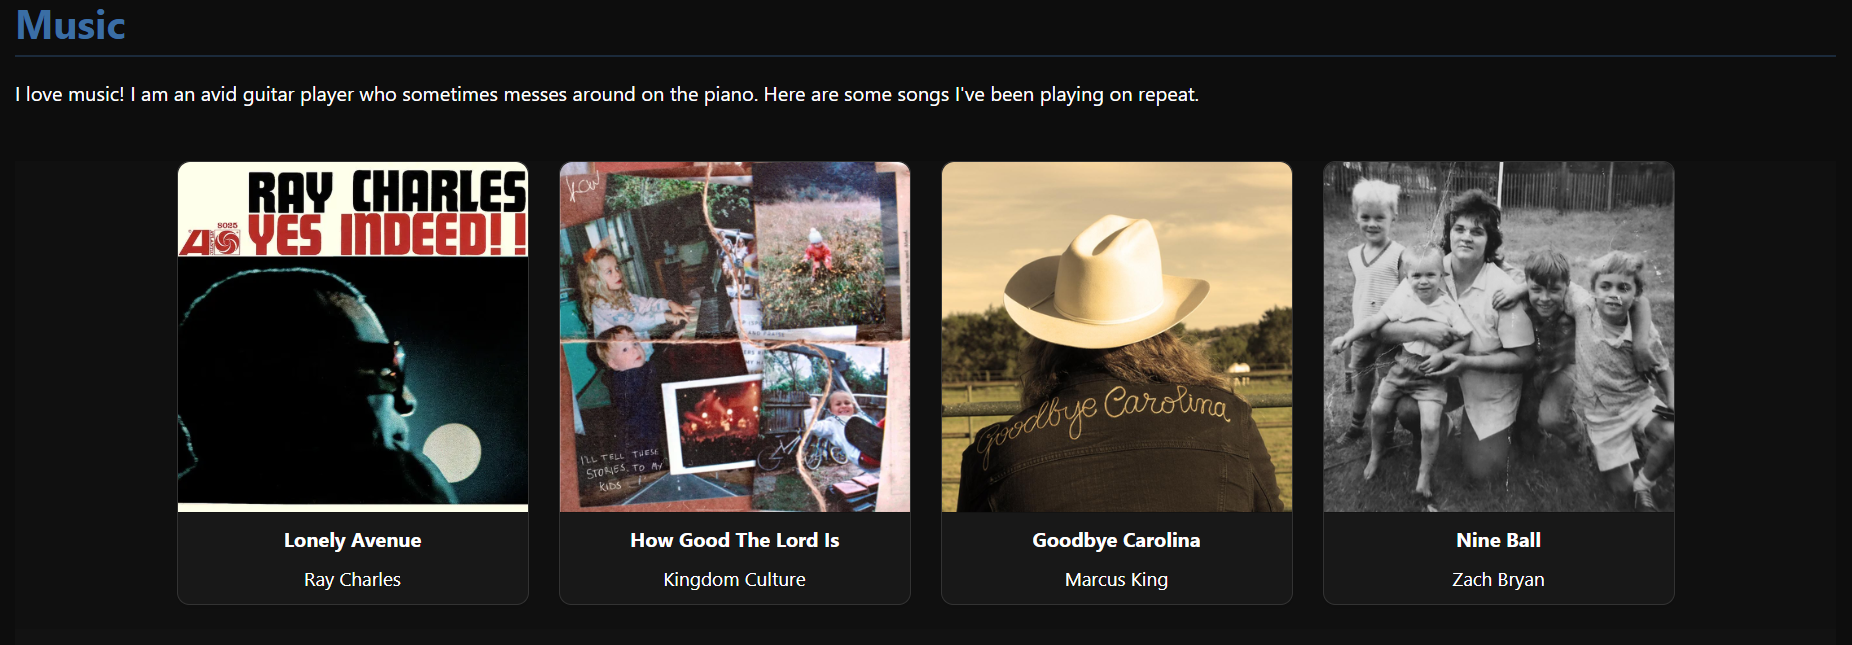 Music
I love music! I am an avid guitar player who sometimes messes around on the piano. Here are some songs I've been playing on repeat.
RAY CHARLES
8025
YES INDEED!!
I'LL TELL THESE
STORIES TO MY
KIDS
Goodbye Carolina
Lonely Avenue
Ray Charles
How Good The Lord Is
Kingdom Culture
Goodbye Carolina
Marcus King
Nine Ball
Zach Bryan